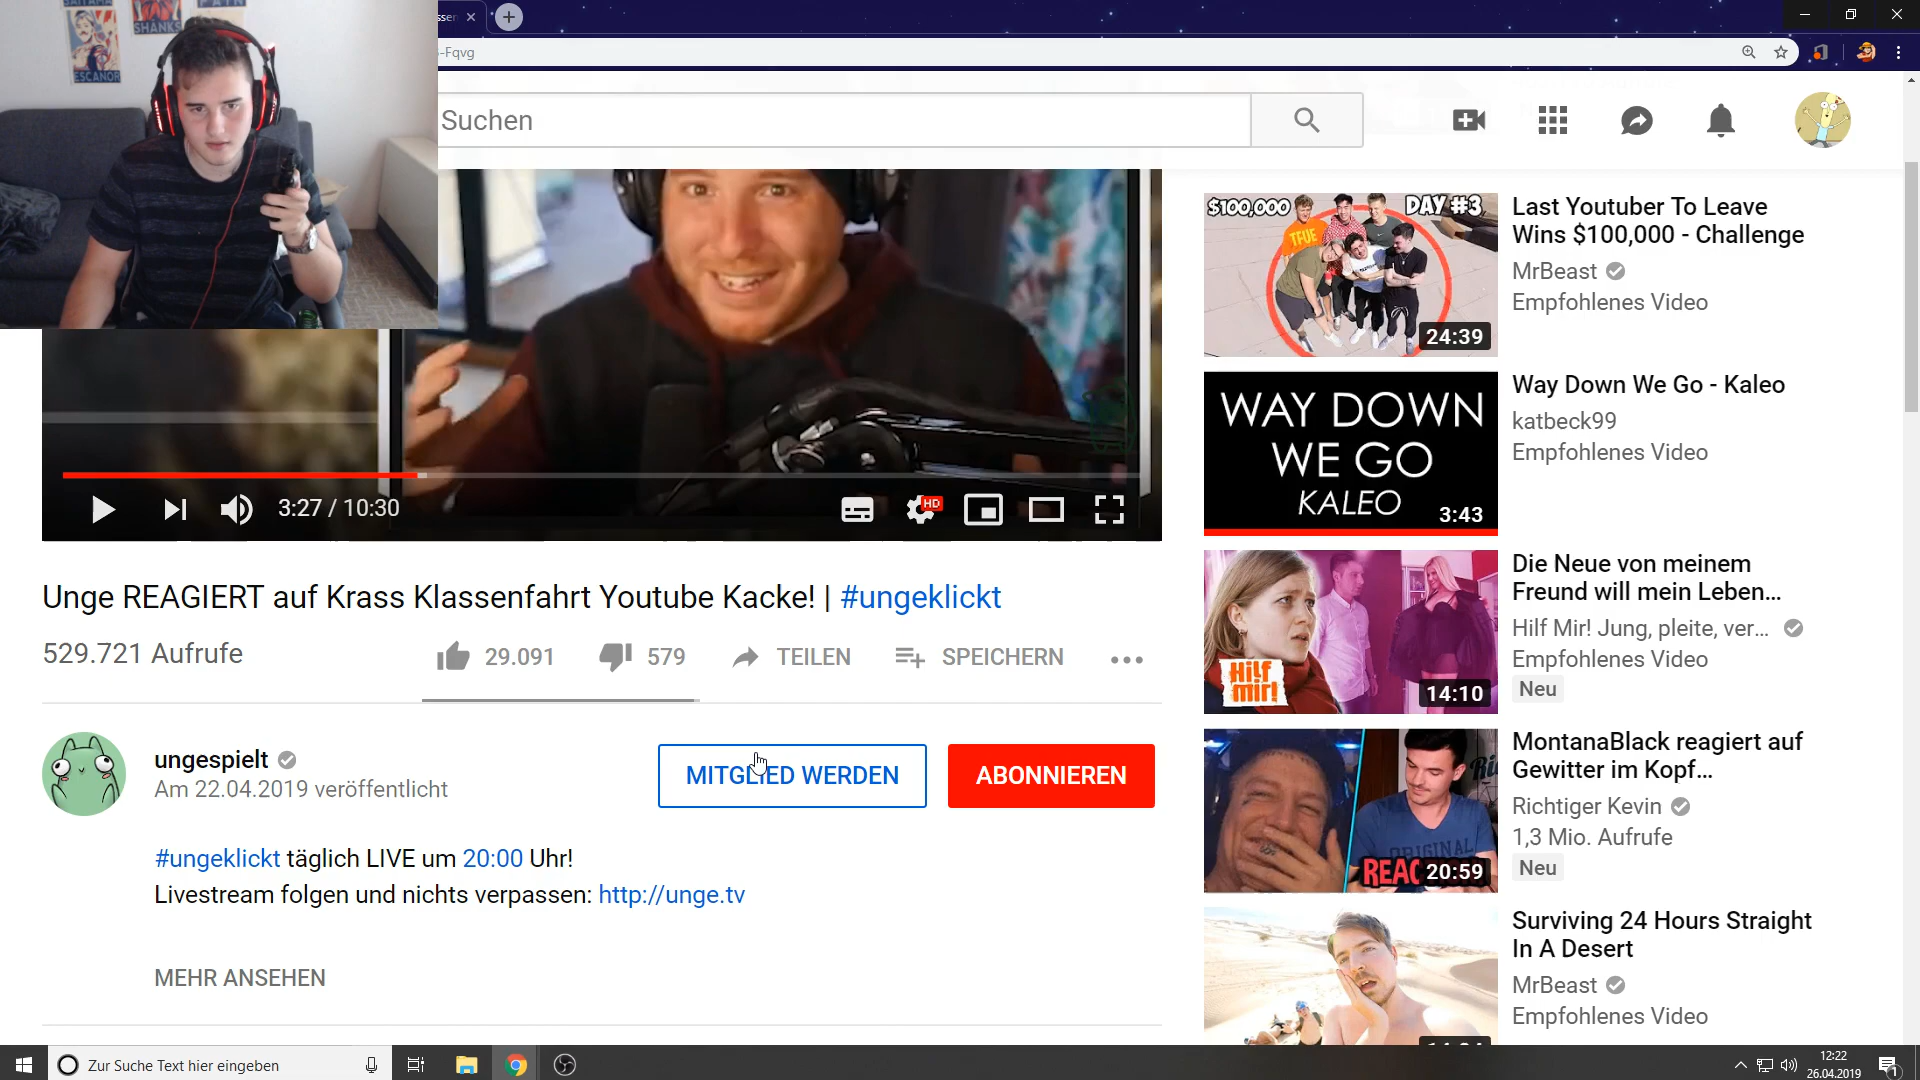 SHANKS
ESCANOR
-Fqvg
Suchen
3:27 / 10:30
HD
Unge REAGIERT auf Krass Klassenfahrt Youtube Kacke! | #ungeklickt
529.721 Aufrufe
29.091
579
TEILEN
SPEICHERN
ungespielt
Am 22.04.2019 veröffentlicht
MITGLIED WERDEN
ABONNIEREN
#ungeklickt täglich LIVE um 20:00 Uhr!
Livestream folgen und nichts verpassen: http://unge.tv
MEHR ANSEHEN
$100,000
DAY #3
TFUE
24:39
Last Youtuber To Leave
Wins $100,000 - Challenge
MrBeast
Empfohlenes Video
WAY DOWN
WE GO
KALEO
3:43
Way Down We Go - Kaleo
katbeck99
Empfohlenes Video
Hilf
mir!
14:10
Die Neue von meinem
Freund will mein Leben...
Hilf Mir! Jung, pleite, ver...
Empfohlenes Video
Neu
ORIGINAL
REAC
20:59
MontanaBlack reagiert auf
Gewitter im Kopf...
Richtiger Kevin
1,3 Mio. Aufrufe
Neu
Surviving 24 Hours Straight
In A Desert
MrBeast
Empfohlenes Video
Zur Suche Text hier eingeben
12:22
26.04.2019
1